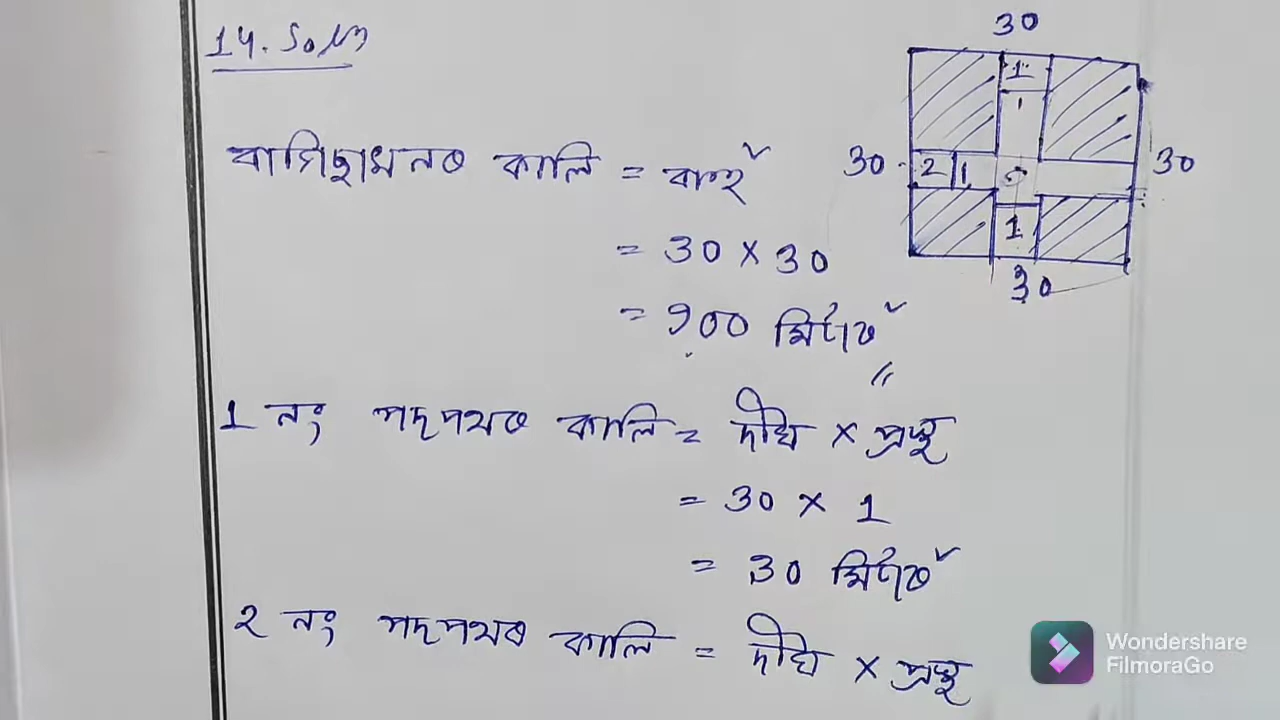 14. Soln
বাগিছাখনৰ কালি = বাহু²
= 30 × 30
= 900 মিটাৰ²
1 নং পদপথৰ কালি = দীঘ × প্ৰস্থ
= 30 × 1
= 30 মিটাৰ²
2 নং পদপথৰ কালি = দীঘ × প্ৰস্থ
30
1
1
30
2 1
30
1
30
Wondershare
FilmoraGo